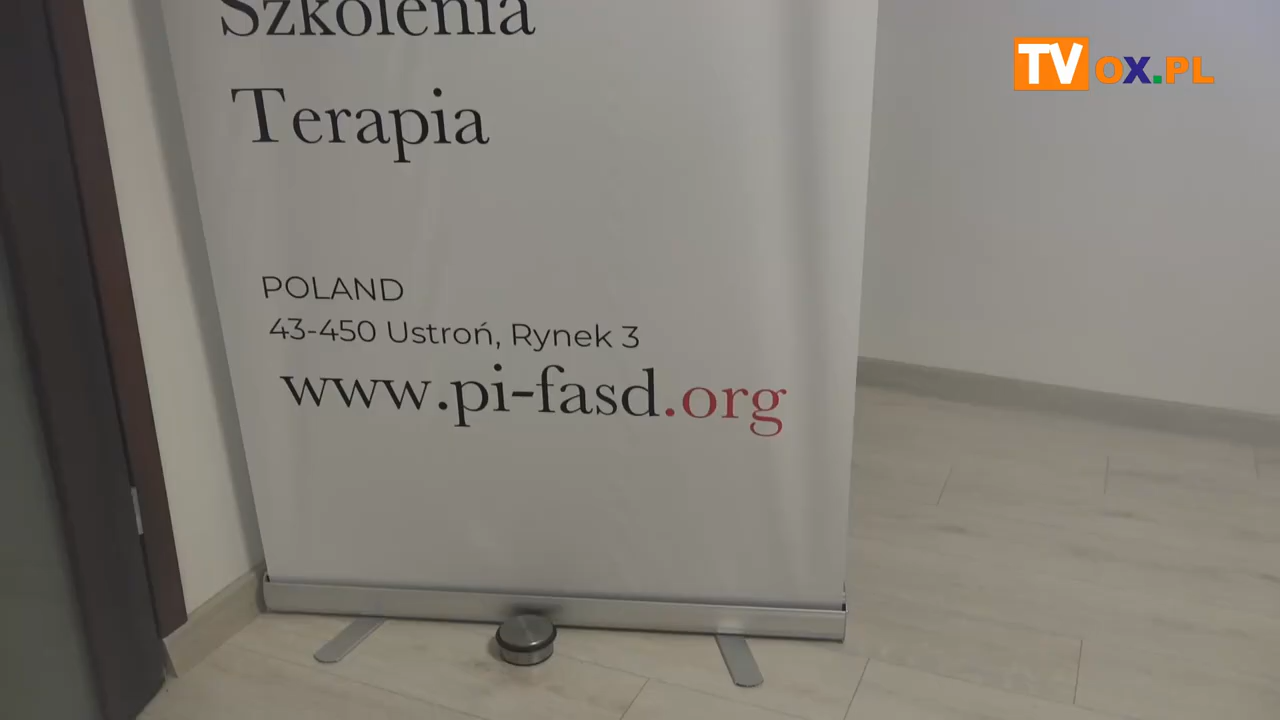 Szkolenia
Terapia
POLAND
43-450 Ustroń, Rynek 3
www.pi-fasd.org
TVOX.PL